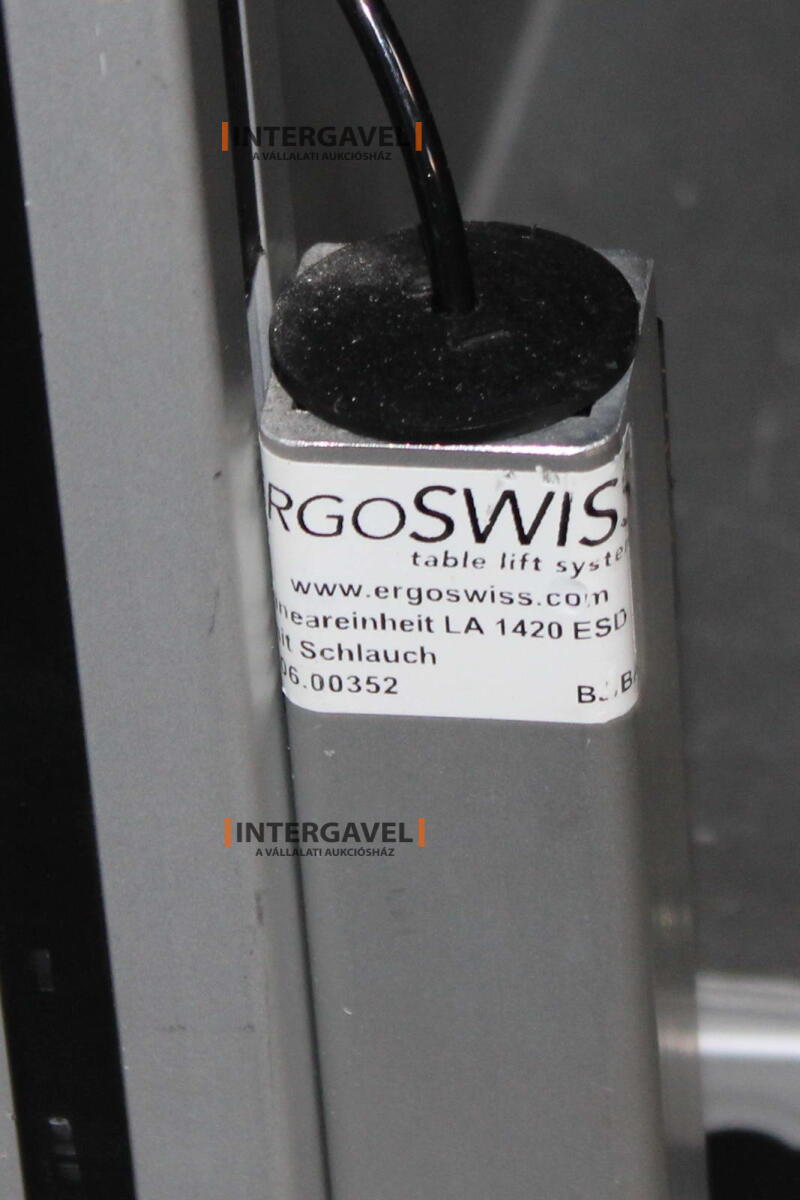 INTERGAVEL
A VÁLLALATI AUKCIÓSHÁZ
RGOSWISS
table lift system
www.ergoswiss.com
neareinheit LA 1420 ESD
it Schlauch
06.00352
INTERGAVEL
A VÁLLALATI AUKCIÓSHÁZ